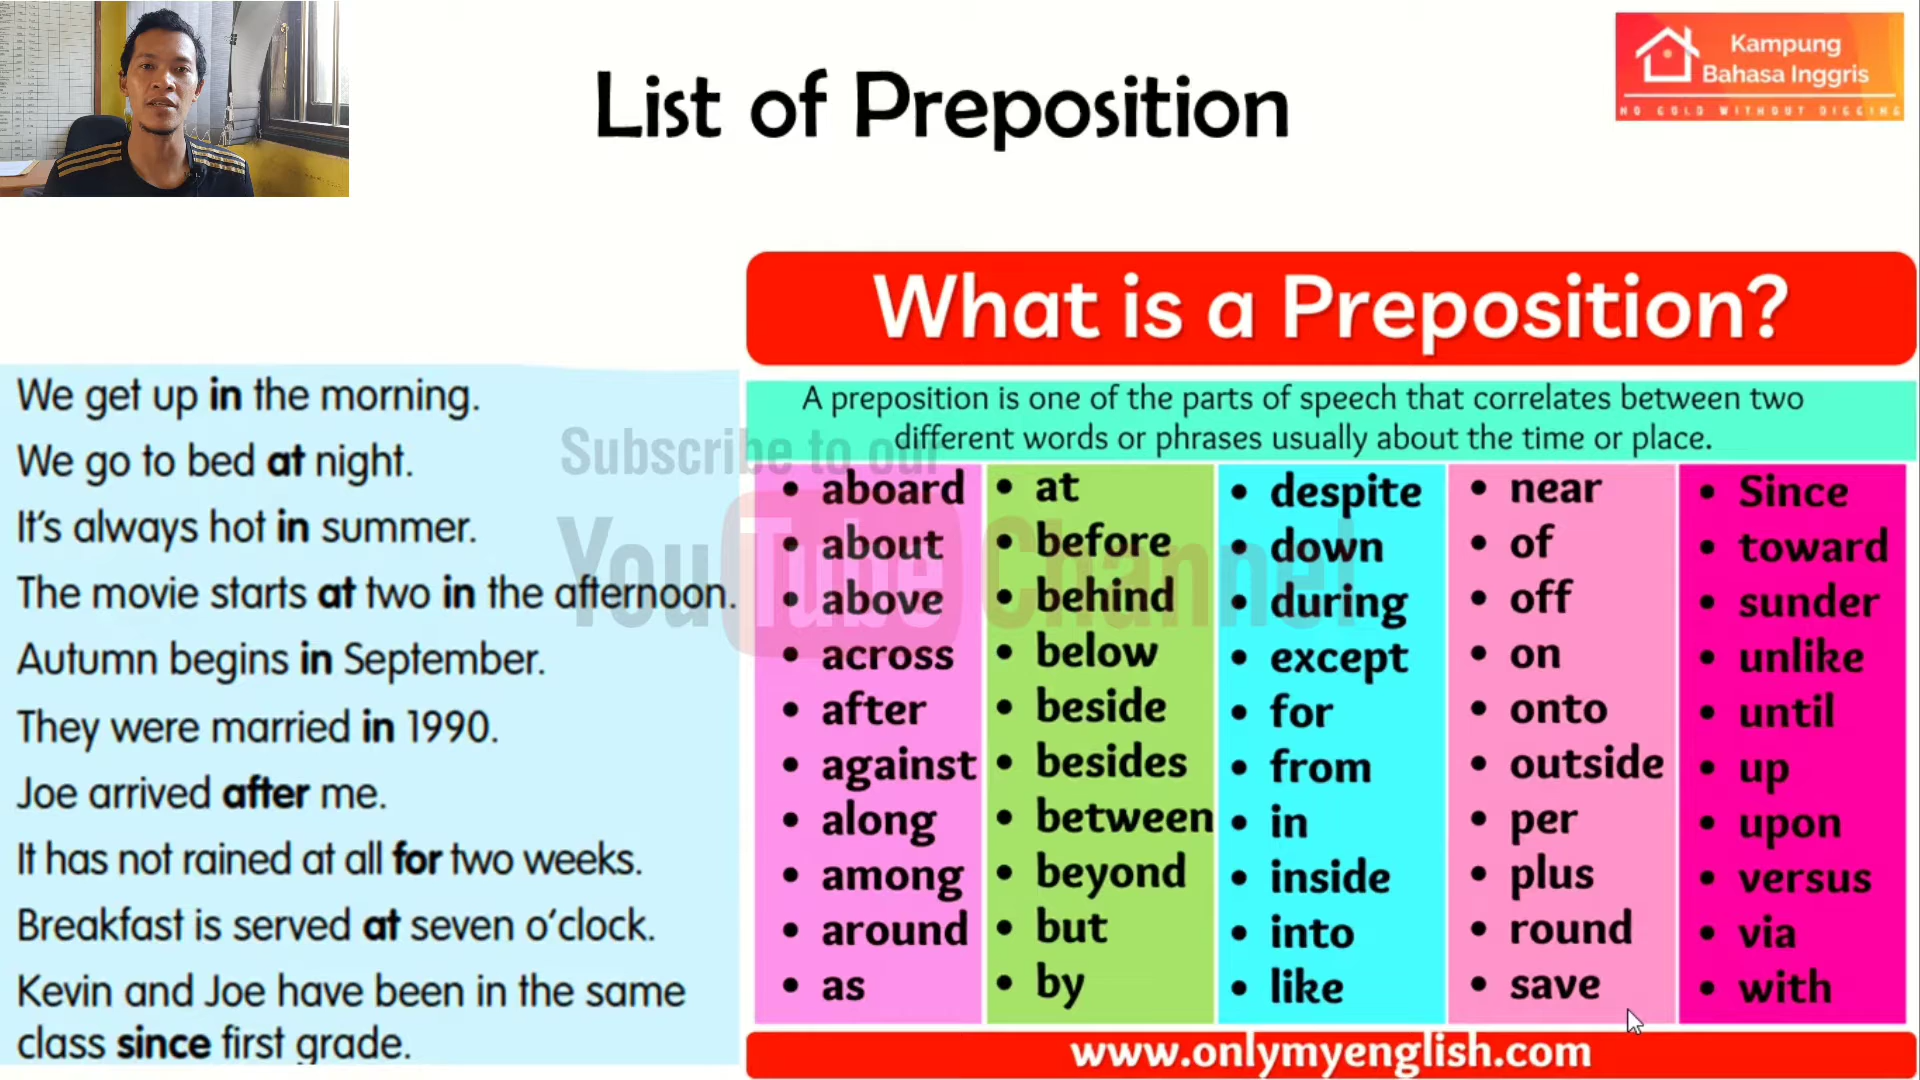 List of Preposition
Kampung
Bahasa Inggris
NO GOLD WITHOUT DIGGING
We get up in the morning.
We go to bed at night.
It's always hot in summer.
The movie starts at two in the afternoon.
Autumn begins in September.
They were married in 1990.
Joe arrived after me.
It has not rained at all for two weeks.
Breakfast is served at seven o'clock.
Kevin and Joe have been in the same
class since first grade.
What is a Preposition?
A preposition is one of the parts of speech that correlates between two
different words or phrases usually about the time or place.
• aboard
• about
• above
• across
• after
• against
• along
• among
• around
• as
• at
• before
• behind
• below
• beside
• besides
• between
• beyond
• but
• by
• despite
• down
• during
• except
• for
• from
• in
• inside
• into
• like
• near
• of
• off
• on
• onto
• outside
• per
• plus
• round
• save
• Since
• toward
• sunder
• unlike
• until
• up
• upon
• versus
• via
• with
www.onlymyenglish.com
Subscribe to our
YouTube Channel